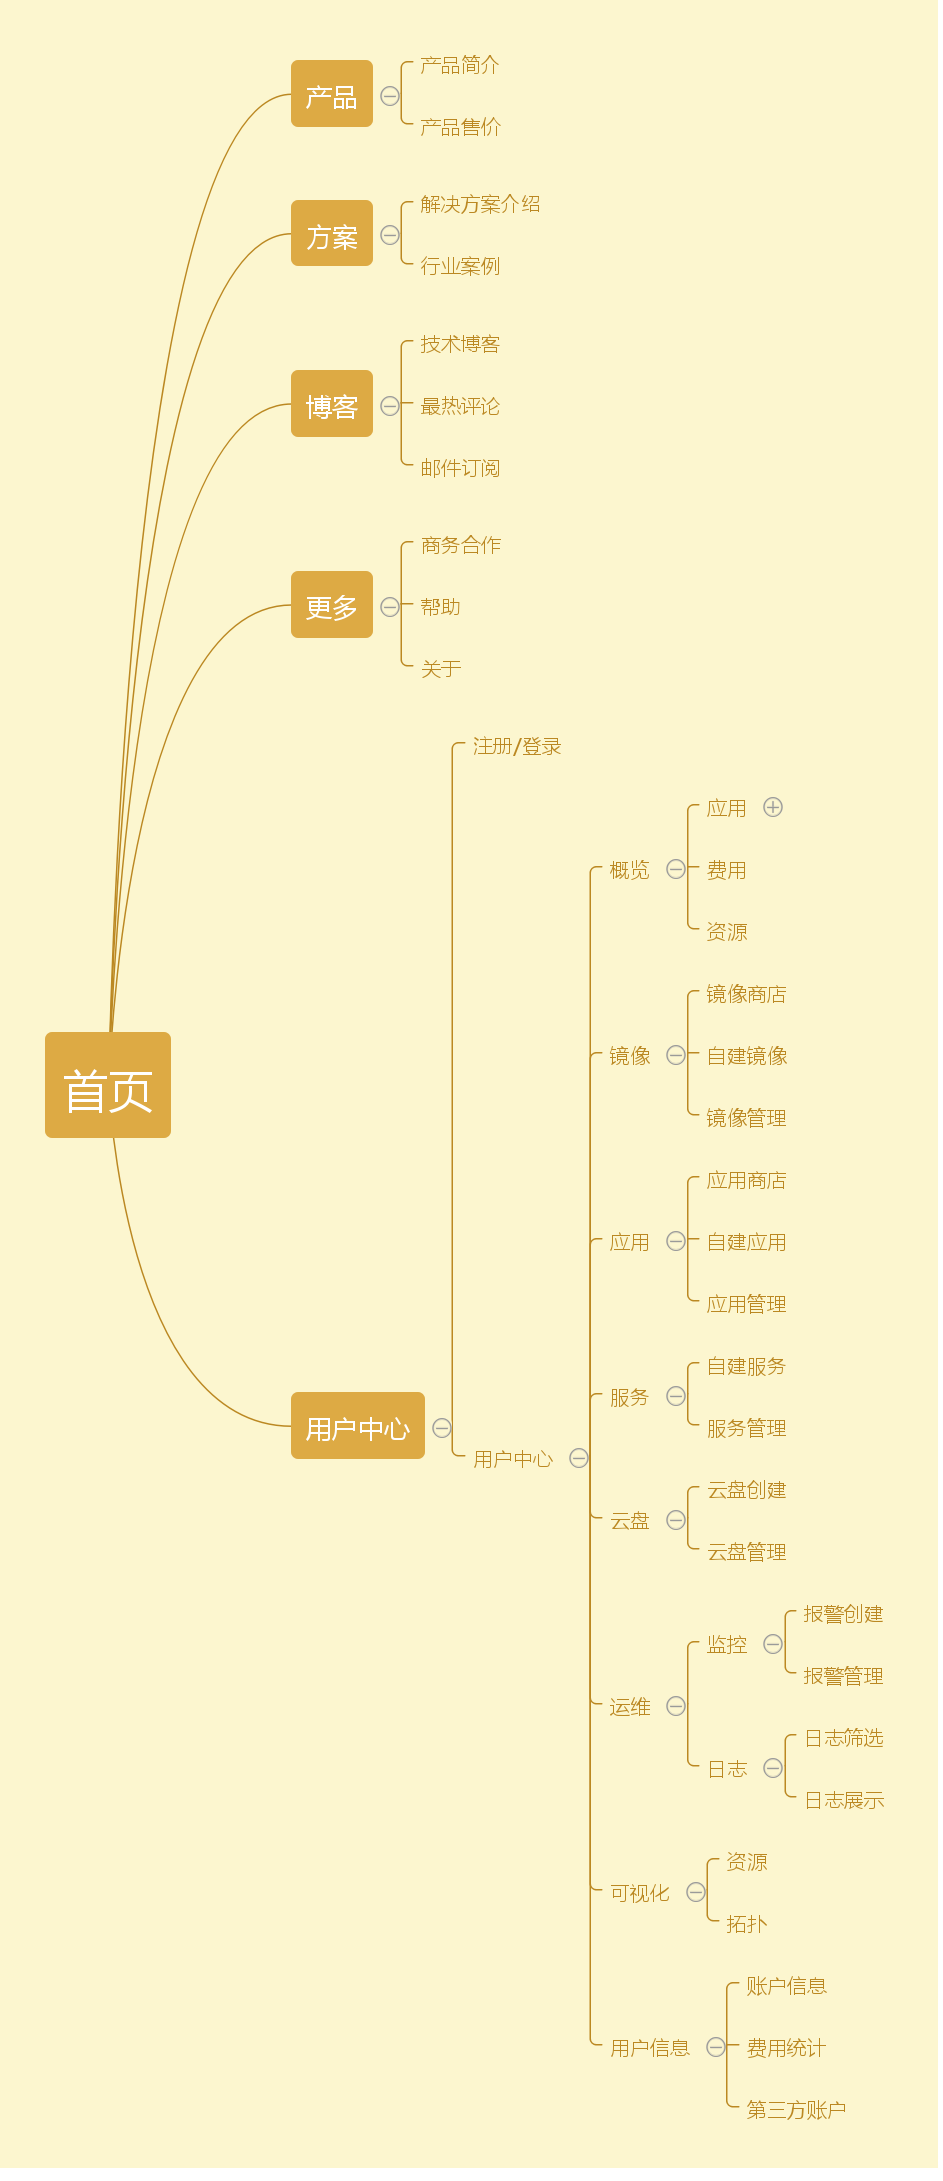 首页
产品
产品简介
产品售价
方案
解决方案介绍
行业案例
博客
技术博客
最热评论
邮件订阅
更多
商务合作
帮助
关于
用户中心
注册/登录
用户中心
概览
应用
费用
资源
镜像
镜像商店
自建镜像
镜像管理
应用
应用商店
自建应用
应用管理
服务
自建服务
服务管理
云盘
云盘创建
云盘管理
运维
监控
报警创建
报警管理
日志
日志筛选
日志展示
可视化
资源
拓扑
用户信息
账户信息
费用统计
第三方账户